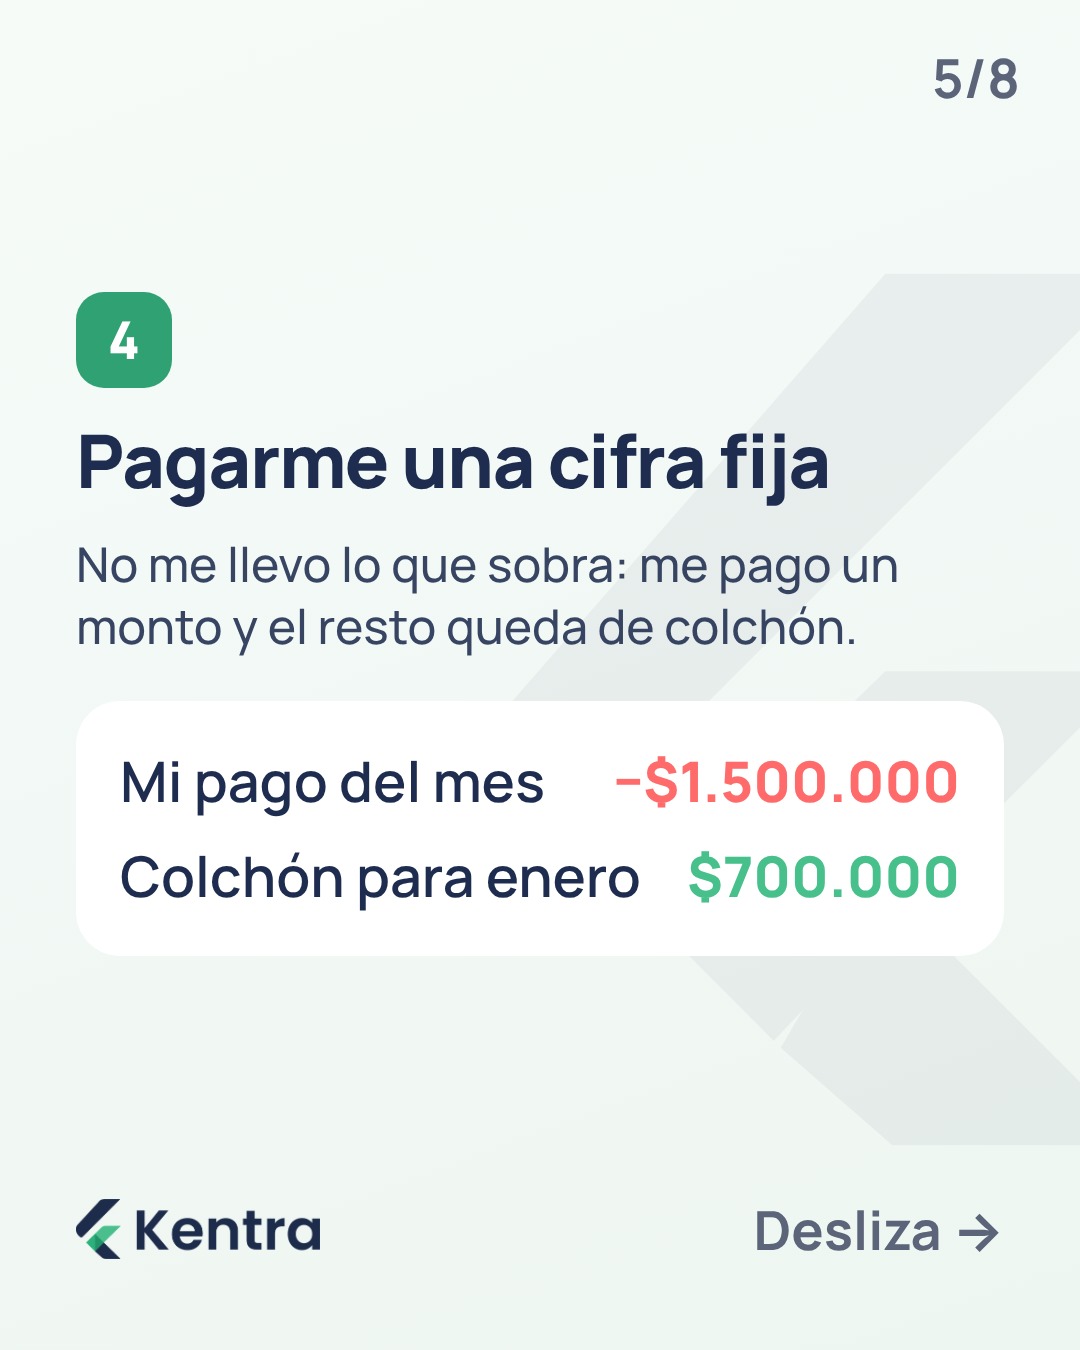 5/8
4
Pagarme una cifra fija
No me llevo lo que sobra: me pago un
monto y el resto queda de colchón.
Mi pago del mes −$1.500.000
Colchón para enero $700.000
Kentra
Desliza →